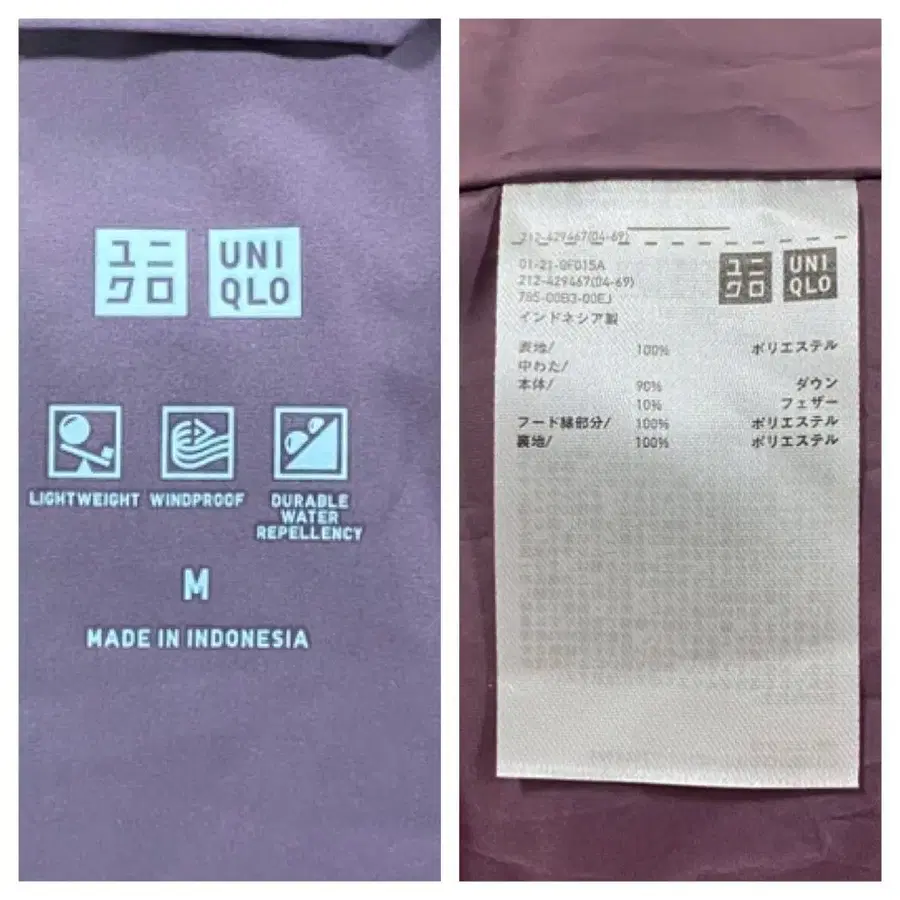 ユニ
クロ
UNI
QLO
LIGHTWEIGHT
WINDPROOF
DURABLE
WATER
REPELLENCY
M
MADE IN INDONESIA
212-429467(04-69)
01-21-0F015A
212-429467(04-69)
785-00B3-00EJ
インドネシア製
ユニ
クロ
UNI
QLO
表地/ 100% ポリエステル
中わた/
本体/ 90% ダウン
10% フェザー
フード縁部分/ 100% ポリエステル
裏地/ 100% ポリエステル